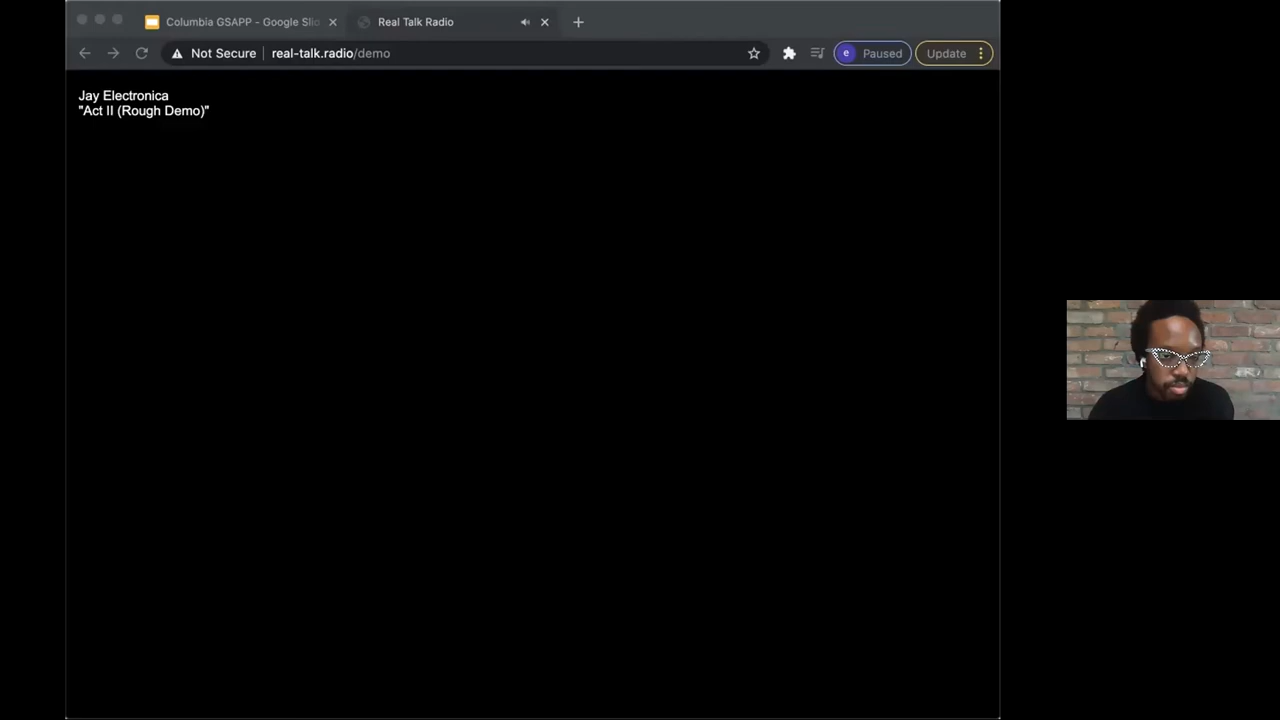 Columbia GSAPP - Google Slid
Real Talk Radio
Not Secure
real-talk.radio/demo
e
Paused
Update
Jay Electronica
"Act II (Rough Demo)"